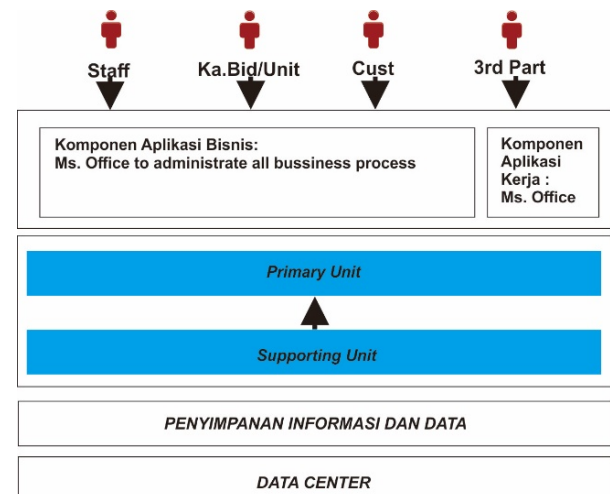 Staff
Ka.Bid/Unit
Cust
3rd Part
Komponen Aplikasi Bisnis:
Ms. Office to administrate all bussiness process
Komponen
Aplikasi
Kerja :
Ms. Office
Primary Unit
Supporting Unit
PENYIMPANAN INFORMASI DAN DATA
DATA CENTER